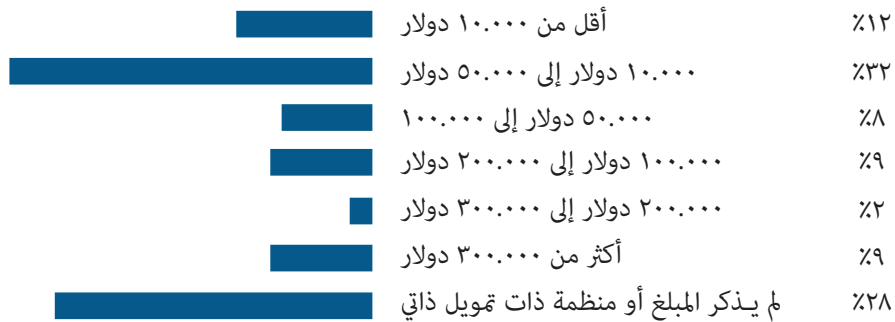 ٪١٢ أقل من ١٠.٠٠٠ دولار
٪٣٢ ١٠.٠٠٠ دولار إلى ٥٠.٠٠٠ دولار
٪٨ ٥٠.٠٠٠ دولار إلى ١٠٠.٠٠٠
٪٩ ١٠٠.٠٠٠ دولار إلى ٢٠٠.٠٠٠ دولار
٪٢ ٢٠٠.٠٠٠ دولار إلى ٣٠٠.٠٠٠ دولار
٪٩ أكثر من ٣٠٠.٠٠٠ دولار
٪٢٨ لم يـذكر المبلغ أو منظمة ذات تمويل ذاتي